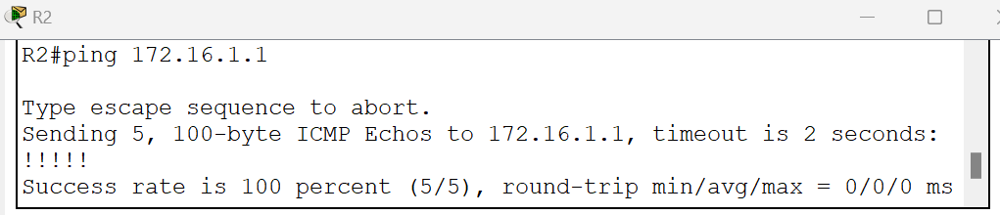 R2
R2#ping 172.16.1.1
Type escape sequence to abort.
Sending 5, 100-byte ICMP Echos to 172.16.1.1, timeout is 2 seconds:
!!!!!
Success rate is 100 percent (5/5), round-trip min/avg/max = 0/0/0 ms